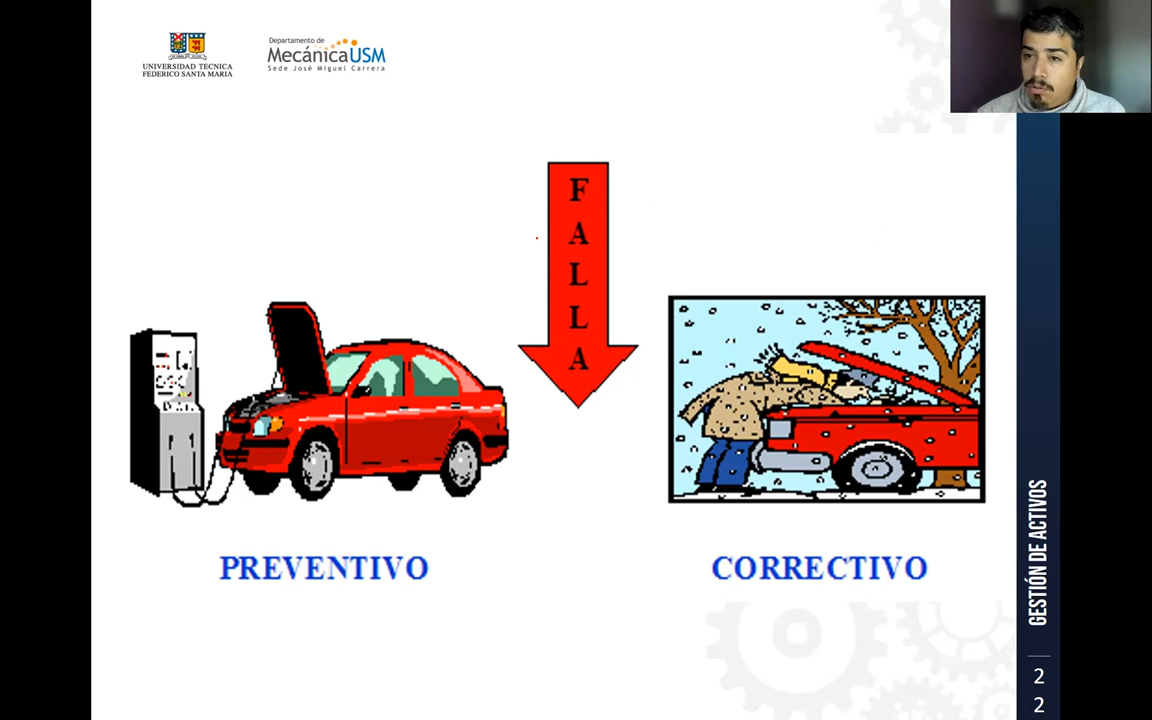 UNIVERSIDAD TECNICA
FEDERICO SANTA MARIA
Departamento de
MecánicaUSM
Sede José Miguel Carrera
FALLA
PREVENTIVO
CORRECTIVO
GESTIÓN DE ACTIVOS
2
2